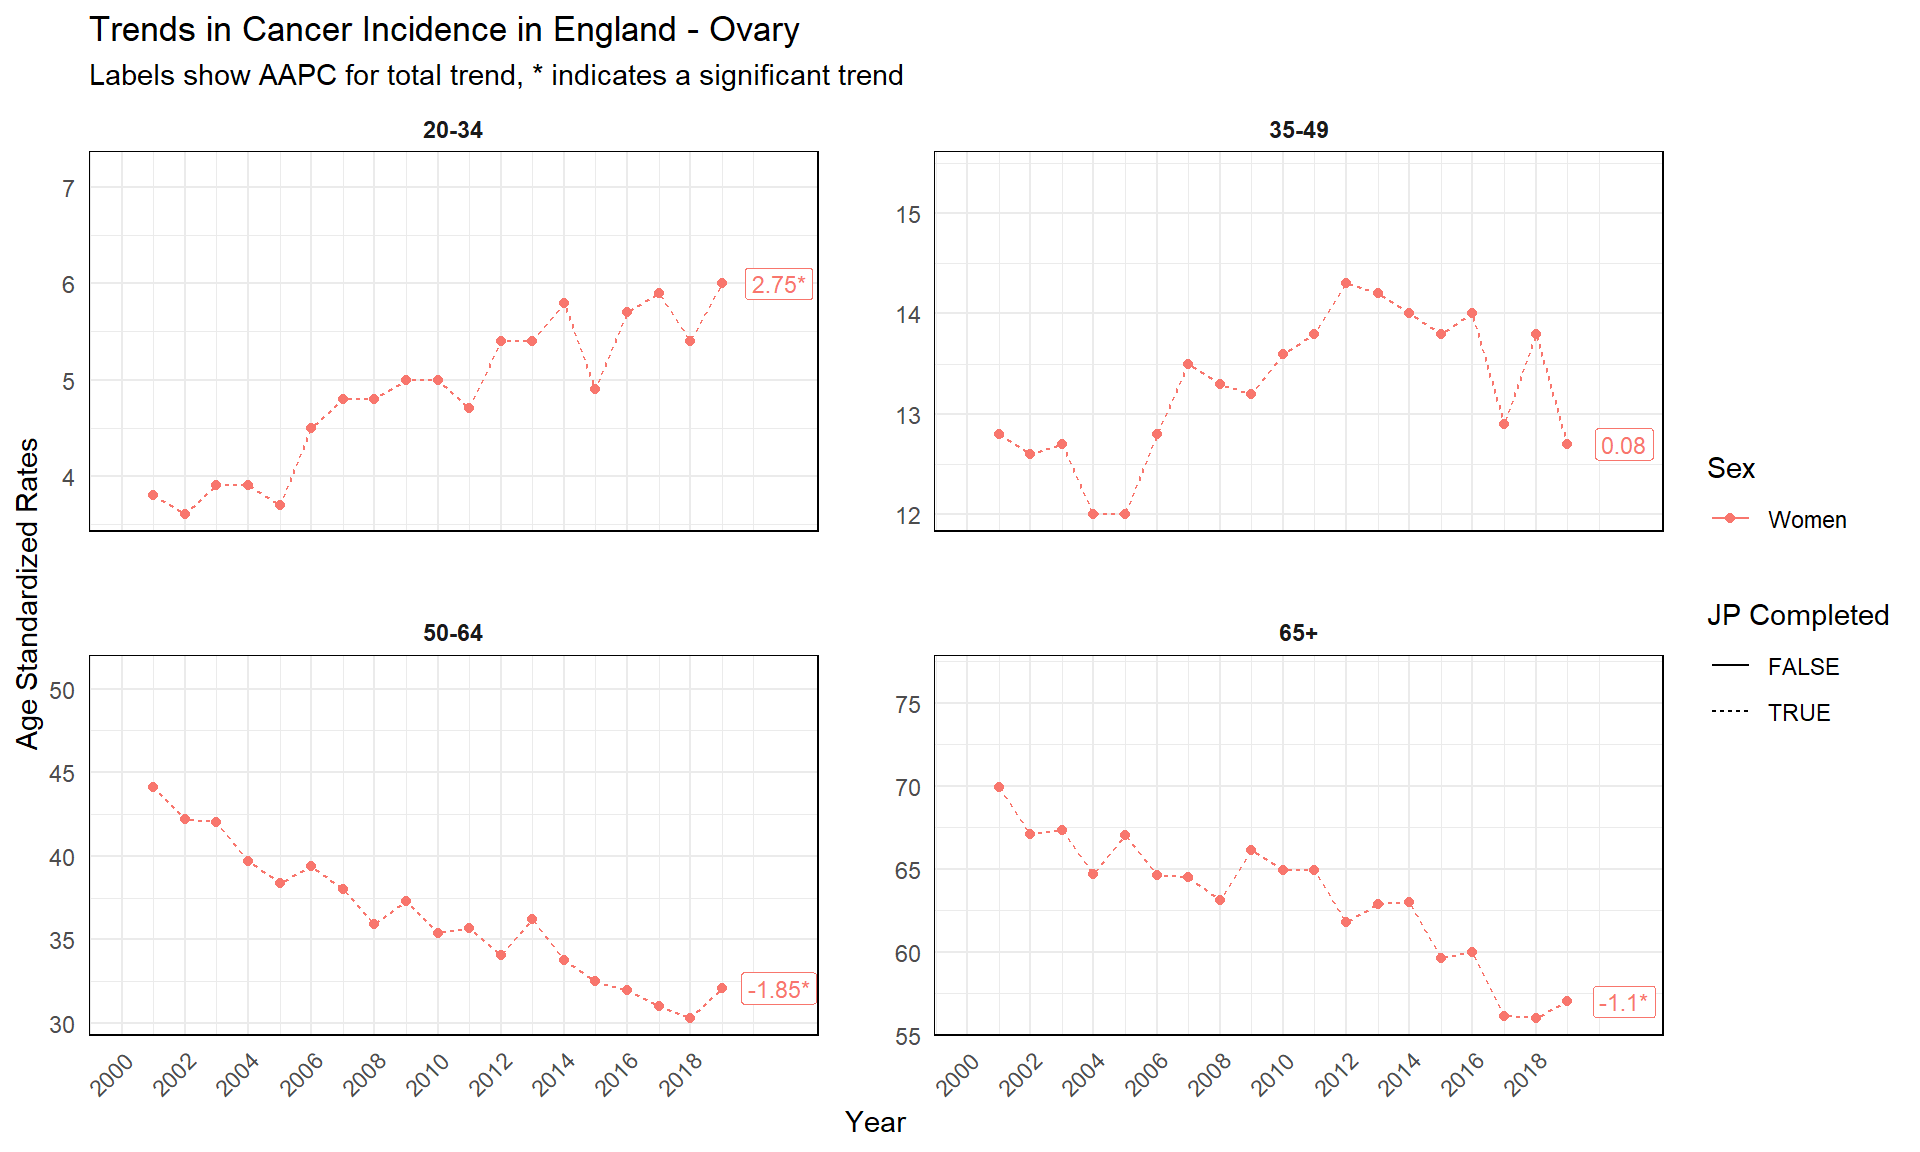 Trends in Cancer Incidence in England - Ovary
Labels show AAPC for total trend, * indicates a significant trend
20-34
35-49
7
6
5
4
2.75*
15
14
13
12
0.08
50-64
65+
50
45
40
35
30
-1.85*
75
70
65
60
55
-1.1*
2000 2002 2004 2006 2008 2010 2012 2014 2016 2018
2000 2002 2004 2006 2008 2010 2012 2014 2016 2018
Year
Age Standardized Rates
Sex
Women
JP Completed
FALSE
TRUE